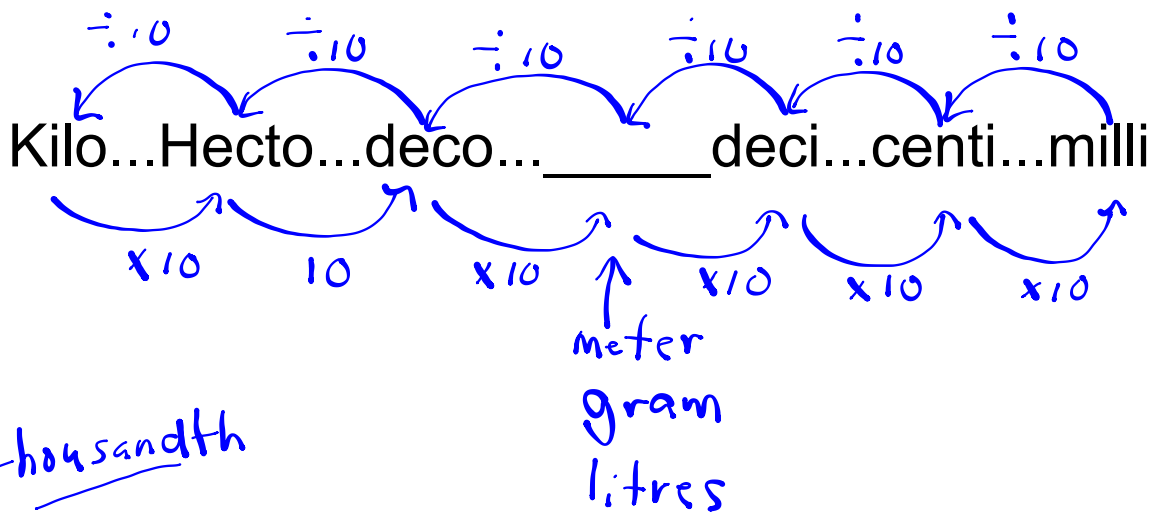 ÷10 ÷10 ÷10 ÷10 ÷10 ÷10
Kilo...Hecto...deco...______deci...centi...milli
x10 10 x10 x10 x10 x10
meter
gram
litres
housandth